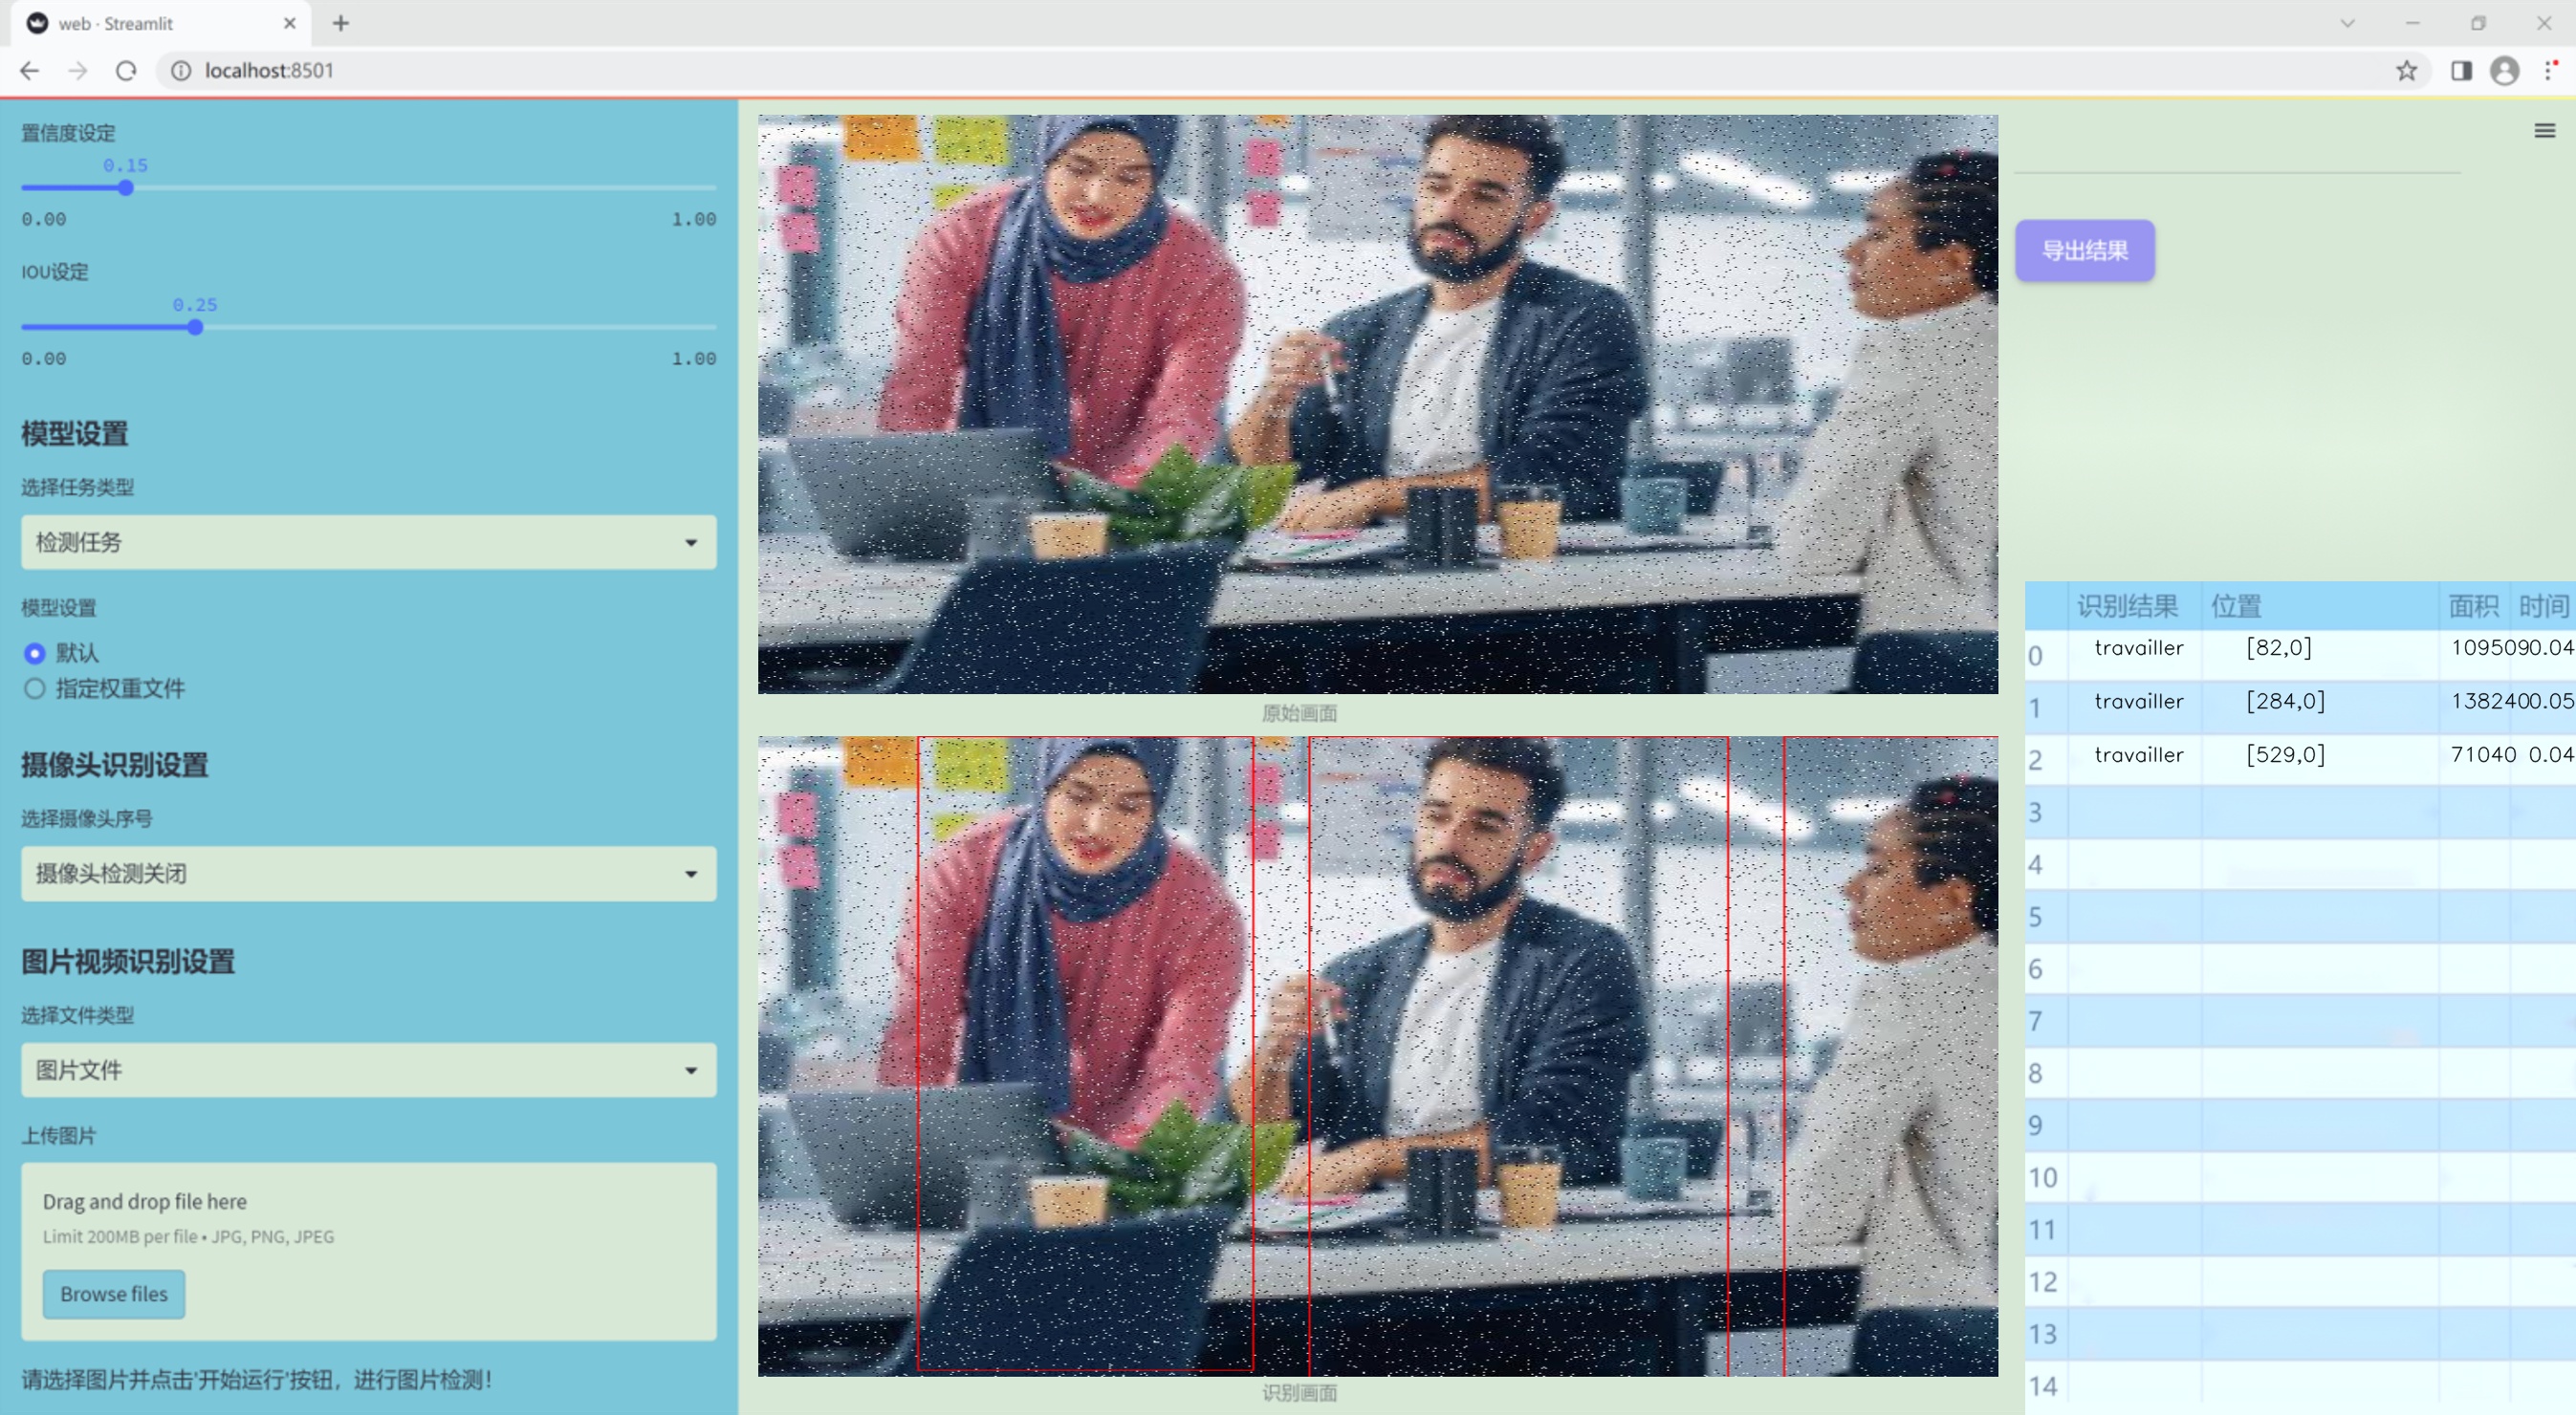 web · Streamlit
localhost:8501
置信度设定
0.15
0.00 1.00
IOU设定
0.25
0.00 1.00
模型设置
选择任务类型
检测任务
模型设置
默认
指定权重文件
摄像头识别设置
选择摄像头序号
摄像头检测关闭
图片视频识别设置
选择文件类型
图片文件
上传图片
Drag and drop file here
Limit 200MB per file • JPG, PNG, JPEG
Browse files
请选择图片并点击'开始运行'按钮，进行图片检测！
原始画面
识别画面
导出结果
识别结果 位置 面积 时间
0 travailler [82,0] 1095090.04
1 travailler [284,0] 1382400.05
2 travailler [529,0] 71040 0.04
3
4
5
6
7
8
9
10
11
12
13
14